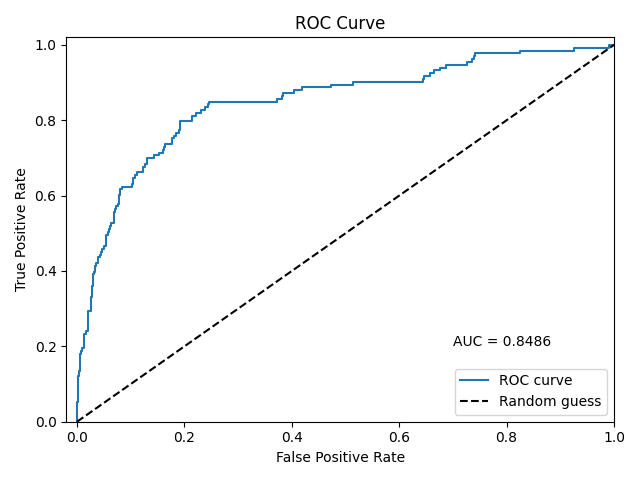 ROC Curve
1.0
0.8
0.6
0.4
0.2
0.0
True Positive Rate
AUC = 0.8486
ROC curve
Random guess
0.0 0.2 0.4 0.6 0.8 1.0
False Positive Rate